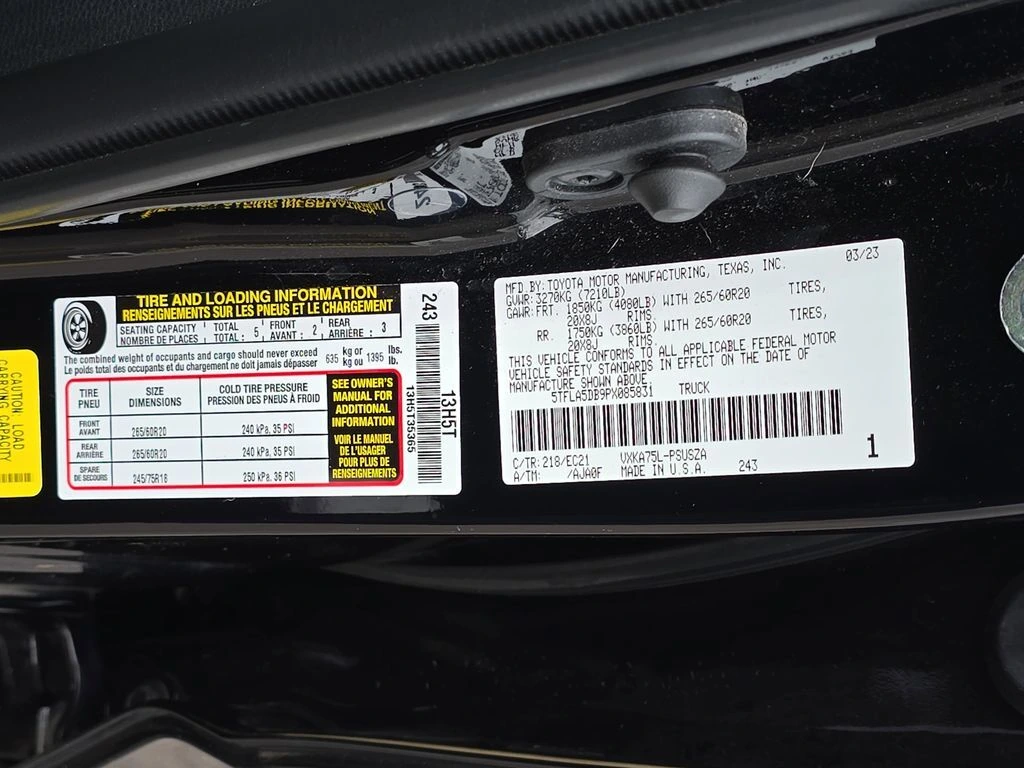 CAUTION: LOAD
CARRYING CAPACITY
TIRE AND LOADING INFORMATION
RENSEIGNEMENTS SUR LES PNEUS ET LE CHARGEMENT
SEATING CAPACITY TOTAL : 5 FRONT : 2 REAR : 3
NOMBRE DE PLACES TOTAL AVANT ARRIÈRE
The combined weight of occupants and cargo should never exceed 635 kg or 1395 lbs.
Le poids total des occupants et du chargement ne doit jamais dépasser kg ou lb.
TIRE SIZE COLD TIRE PRESSURE
PNEU DIMENSIONS PRESSION DES PNEUS À FROID
FRONT
AVANT 265/60R20 240 kPa, 35 PSI
REAR
ARRIÈRE 265/60R20 240 kPa, 35 PSI
SPARE
DE SECOURS 245/75R18 250 kPa, 36 PSI
SEE OWNER'S
MANUAL FOR
ADDITIONAL
INFORMATION
VOIR LE MANUEL
DE L'USAGER
POUR PLUS DE
RENSEIGNEMENTS
243
13H5T
13H5T35365
MFD BY: TOYOTA MOTOR MANUFACTURING, TEXAS, INC. 03/23
GVWR: 3270KG (7210LB)
GAWR: FRT. 1850KG (4080LB) WITH 265/60R20 TIRES,
20X8J RIMS.
RR. 1750KG (3860LB) WITH 265/60R20 TIRES,
20X8J RIMS.
THIS VEHICLE CONFORMS TO ALL APPLICABLE FEDERAL MOTOR
VEHICLE SAFETY STANDARDS IN EFFECT ON THE DATE OF
MANUFACTURE SHOWN ABOVE.
5TFLA5DB9PX085831 TRUCK
C/TR: 218/EC21 VXKA75L-PSUSZA
A/TM: /AJA0F MADE IN U.S.A. 243
1